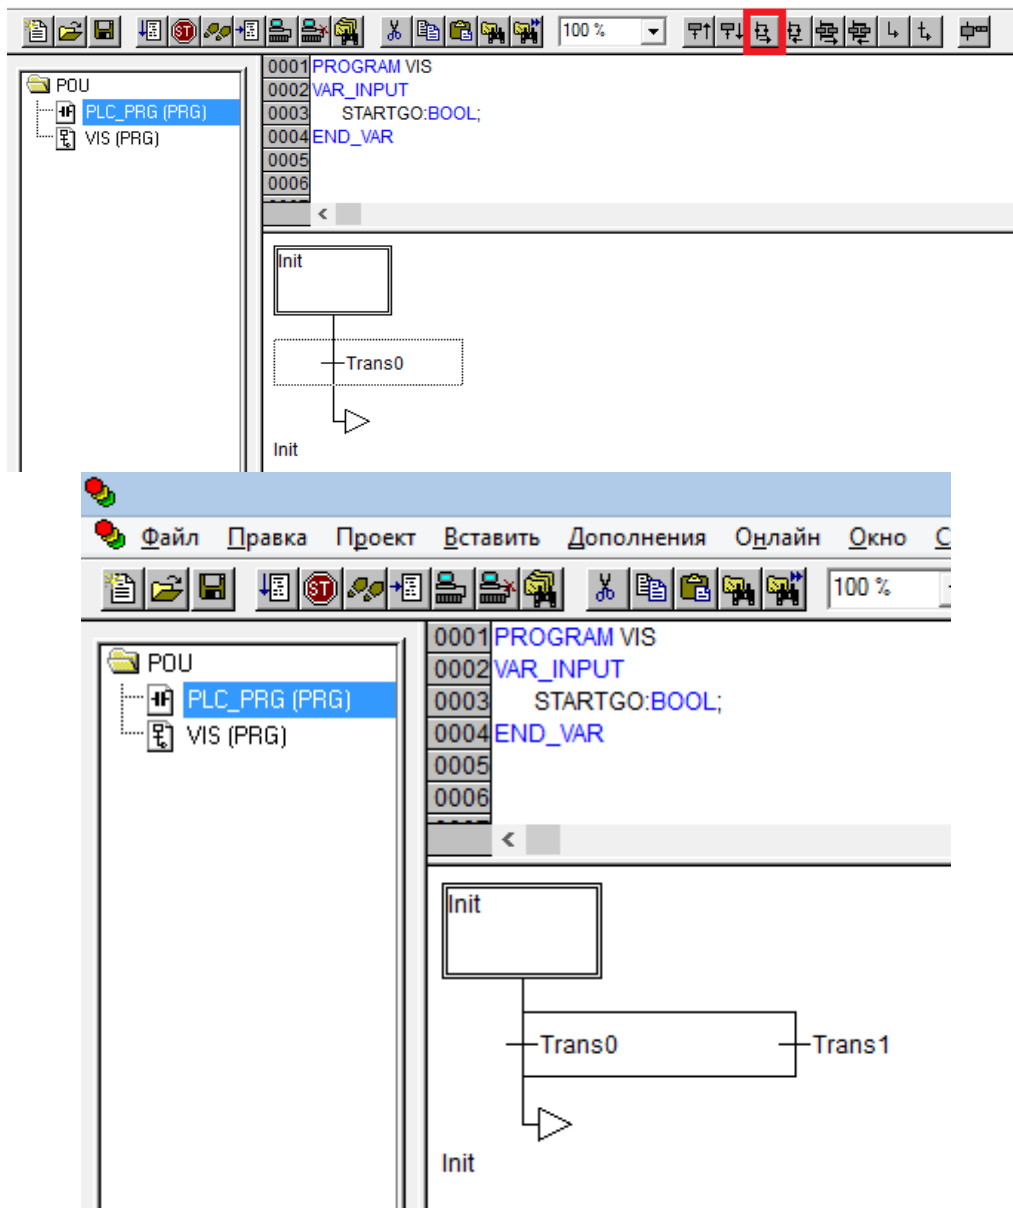 ST
100 %
POU
PLC_PRG (PRG)
VIS (PRG)
0001 PROGRAM VIS
0002 VAR_INPUT
0003 STARTGO:BOOL;
0004 END_VAR
0005
0006
<
Init
Trans0
Init
Файл Правка Проект Вставить Дополнения Онлайн Окно С
ST
100 %
POU
PLC_PRG (PRG)
VIS (PRG)
0001 PROGRAM VIS
0002 VAR_INPUT
0003 STARTGO:BOOL;
0004 END_VAR
0005
0006
<
Init
Trans0 Trans1
Init